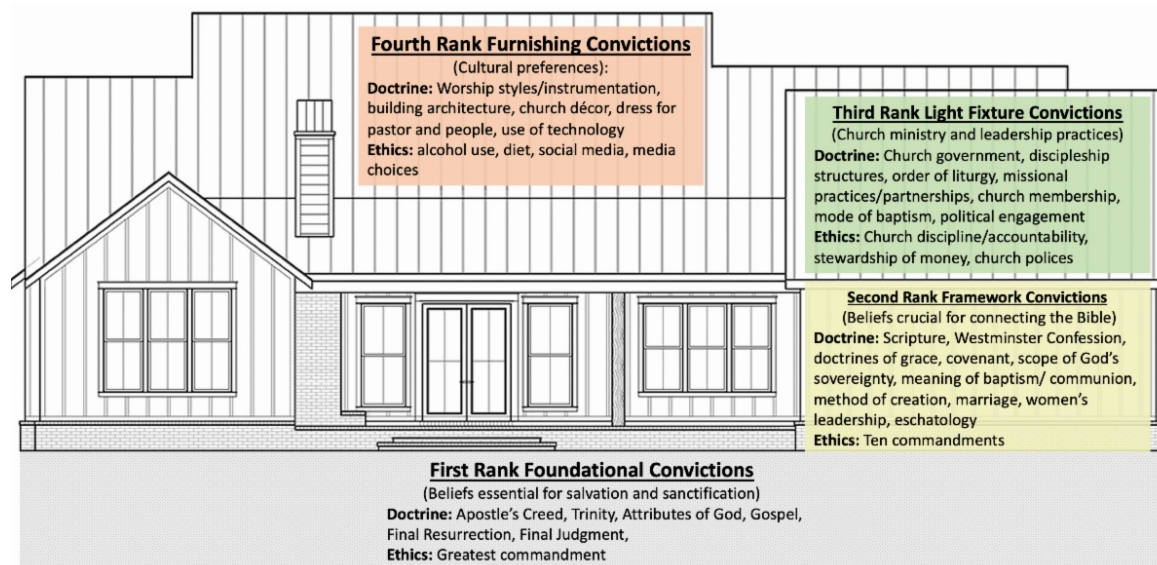 Fourth Rank Furnishing Convictions
(Cultural preferences):
Doctrine: Worship styles/instrumentation,
building architecture, church décor, dress for
pastor and people, use of technology
Ethics: alcohol use, diet, social media, media
choices
Third Rank Light Fixture Convictions
(Church ministry and leadership practices)
Doctrine: Church government, discipleship
structures, order of liturgy, missional
practices/partnerships, church membership,
mode of baptism, political engagement
Ethics: Church discipline/accountability,
stewardship of money, church polices
Second Rank Framework Convictions
(Beliefs crucial for connecting the Bible)
Doctrine: Scripture, Westminster Confession,
doctrines of grace, covenant, scope of God’s
sovereignty, meaning of baptism/ communion,
method of creation, marriage, women’s
leadership, eschatology
Ethics: Ten commandments
First Rank Foundational Convictions
(Beliefs essential for salvation and sanctification)
Doctrine: Apostle’s Creed, Trinity, Attributes of God, Gospel,
Final Resurrection, Final Judgment,
Ethics: Greatest commandment